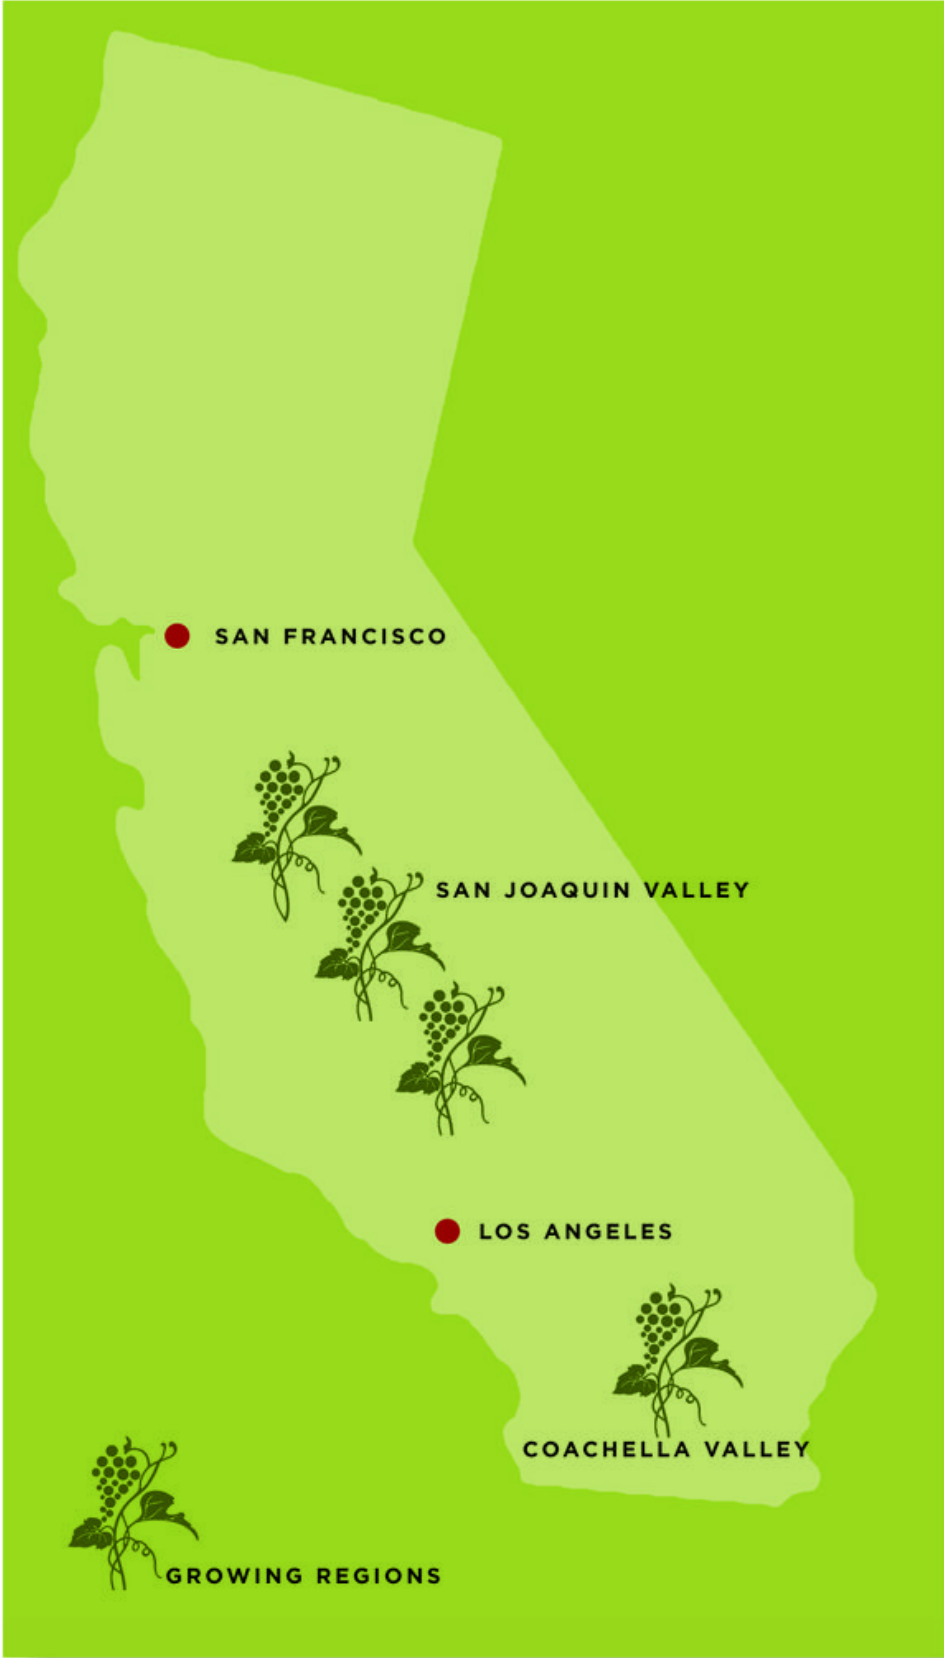 SAN FRANCISCO
SAN JOAQUIN VALLEY
LOS ANGELES
COACHELLA VALLEY
GROWING REGIONS